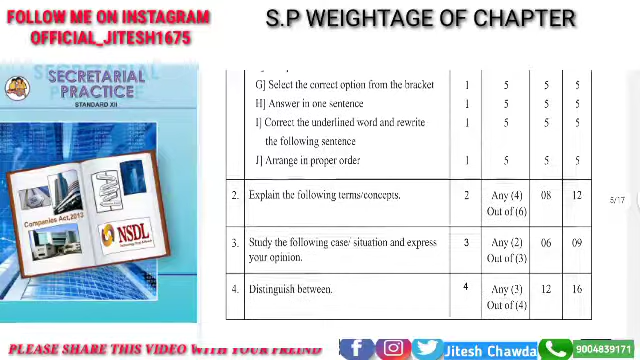 FOLLOW ME ON INSTAGRAM
OFFICIAL_JITESH1675
S.P WEIGHTAGE OF CHAPTER
SECRETARIAL
PRACTICE
STANDARD XII
Companies Act, 2013
NSDL
G] Select the correct option from the bracket 1 5 5 5
H] Answer in one sentence 1 5 5 5
I] Correct the underlined word and rewrite 1 5 5 5
the following sentence
J] Arrange in proper order 1 5 5 5
2. Explain the following terms/concepts. 2 Any (4) 08 12
Out of (6)
5/17
3. Study the following case/ situation and express 3 Any (2) 06 09
your opinion. Out of (3)
4. Distinguish between. 4 Any (3) 12 16
Out of (4)
PLEASE SHARE THIS VIDEO WITH YOUR FREIND
Jitesh Chawda
9004839171